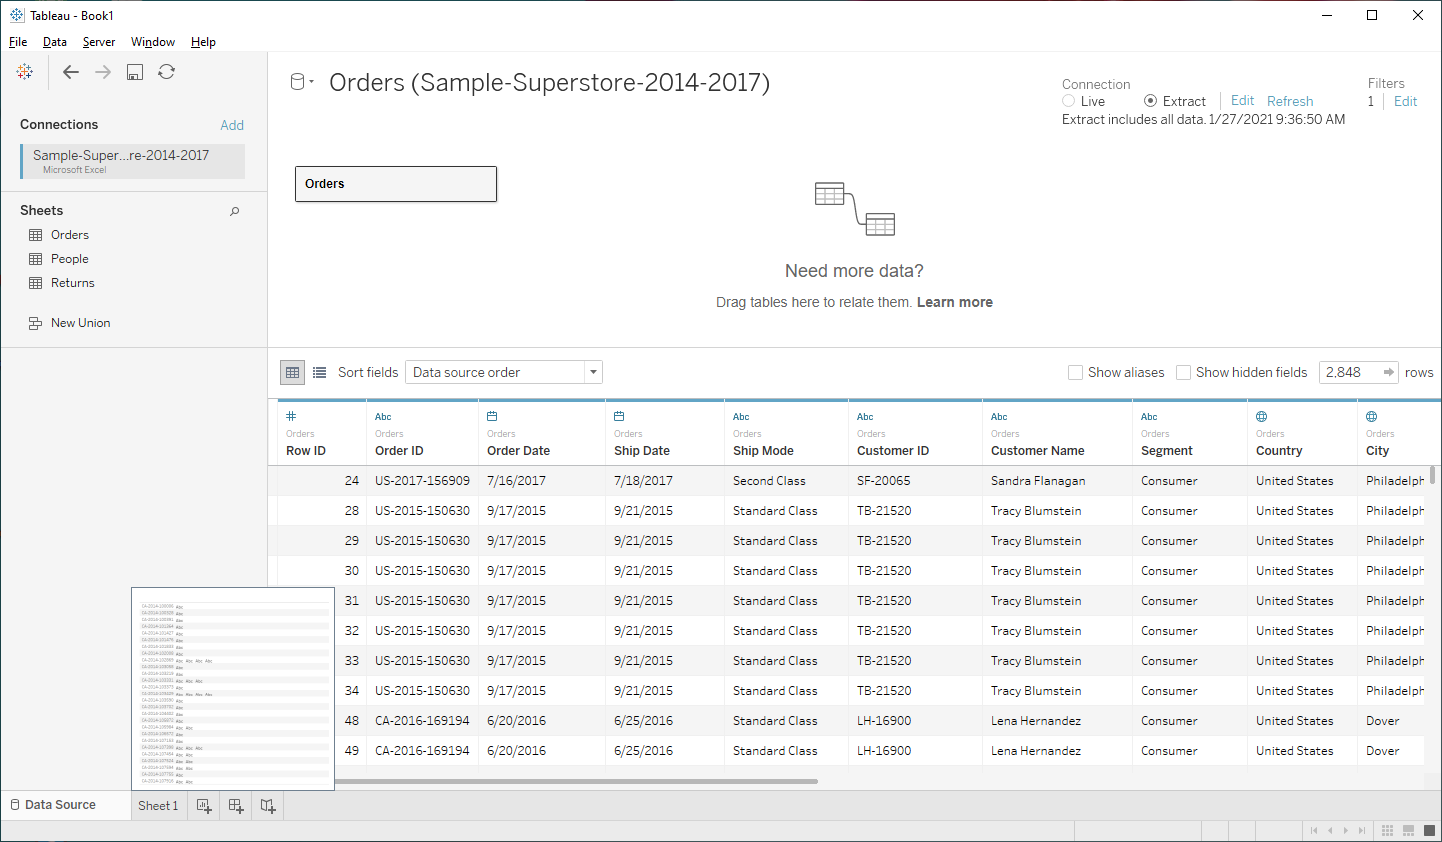 Tableau - Book1
File Data Server Window Help
Connections Add
Sample-Super...re-2014-2017
Microsoft Excel
Sheets
Orders
People
Returns
New Union
Orders (Sample-Superstore-2014-2017)
Connection
Live Extract Edit Refresh
Extract includes all data. 1/27/2021 9:36:50 AM
Filters
1 Edit
Orders
Need more data?
Drag tables here to relate them. Learn more
Sort fields Data source order Show aliases Show hidden fields 2,848 rows
# Abc Abc Abc Abc Abc
Orders Orders Orders Orders Orders Orders Orders Orders Orders Orders
Row ID Order ID Order Date Ship Date Ship Mode Customer ID Customer Name Segment Country City
24 US-2017-156909 7/16/2017 7/18/2017 Second Class SF-20065 Sandra Flanagan Consumer United States Philadelph
28 US-2015-150630 9/17/2015 9/21/2015 Standard Class TB-21520 Tracy Blumstein Consumer United States Philadelph
29 US-2015-150630 9/17/2015 9/21/2015 Standard Class TB-21520 Tracy Blumstein Consumer United States Philadelph
30 US-2015-150630 9/17/2015 9/21/2015 Standard Class TB-21520 Tracy Blumstein Consumer United States Philadelph
31 US-2015-150630 9/17/2015 9/21/2015 Standard Class TB-21520 Tracy Blumstein Consumer United States Philadelph
32 US-2015-150630 9/17/2015 9/21/2015 Standard Class TB-21520 Tracy Blumstein Consumer United States Philadelph
33 US-2015-150630 9/17/2015 9/21/2015 Standard Class TB-21520 Tracy Blumstein Consumer United States Philadelph
34 US-2015-150630 9/17/2015 9/21/2015 Standard Class TB-21520 Tracy Blumstein Consumer United States Philadelph
48 CA-2016-169194 6/20/2016 6/25/2016 Standard Class LH-16900 Lena Hernandez Consumer United States Dover
49 CA-2016-169194 6/20/2016 6/25/2016 Standard Class LH-16900 Lena Hernandez Consumer United States Dover
Data Source Sheet 1